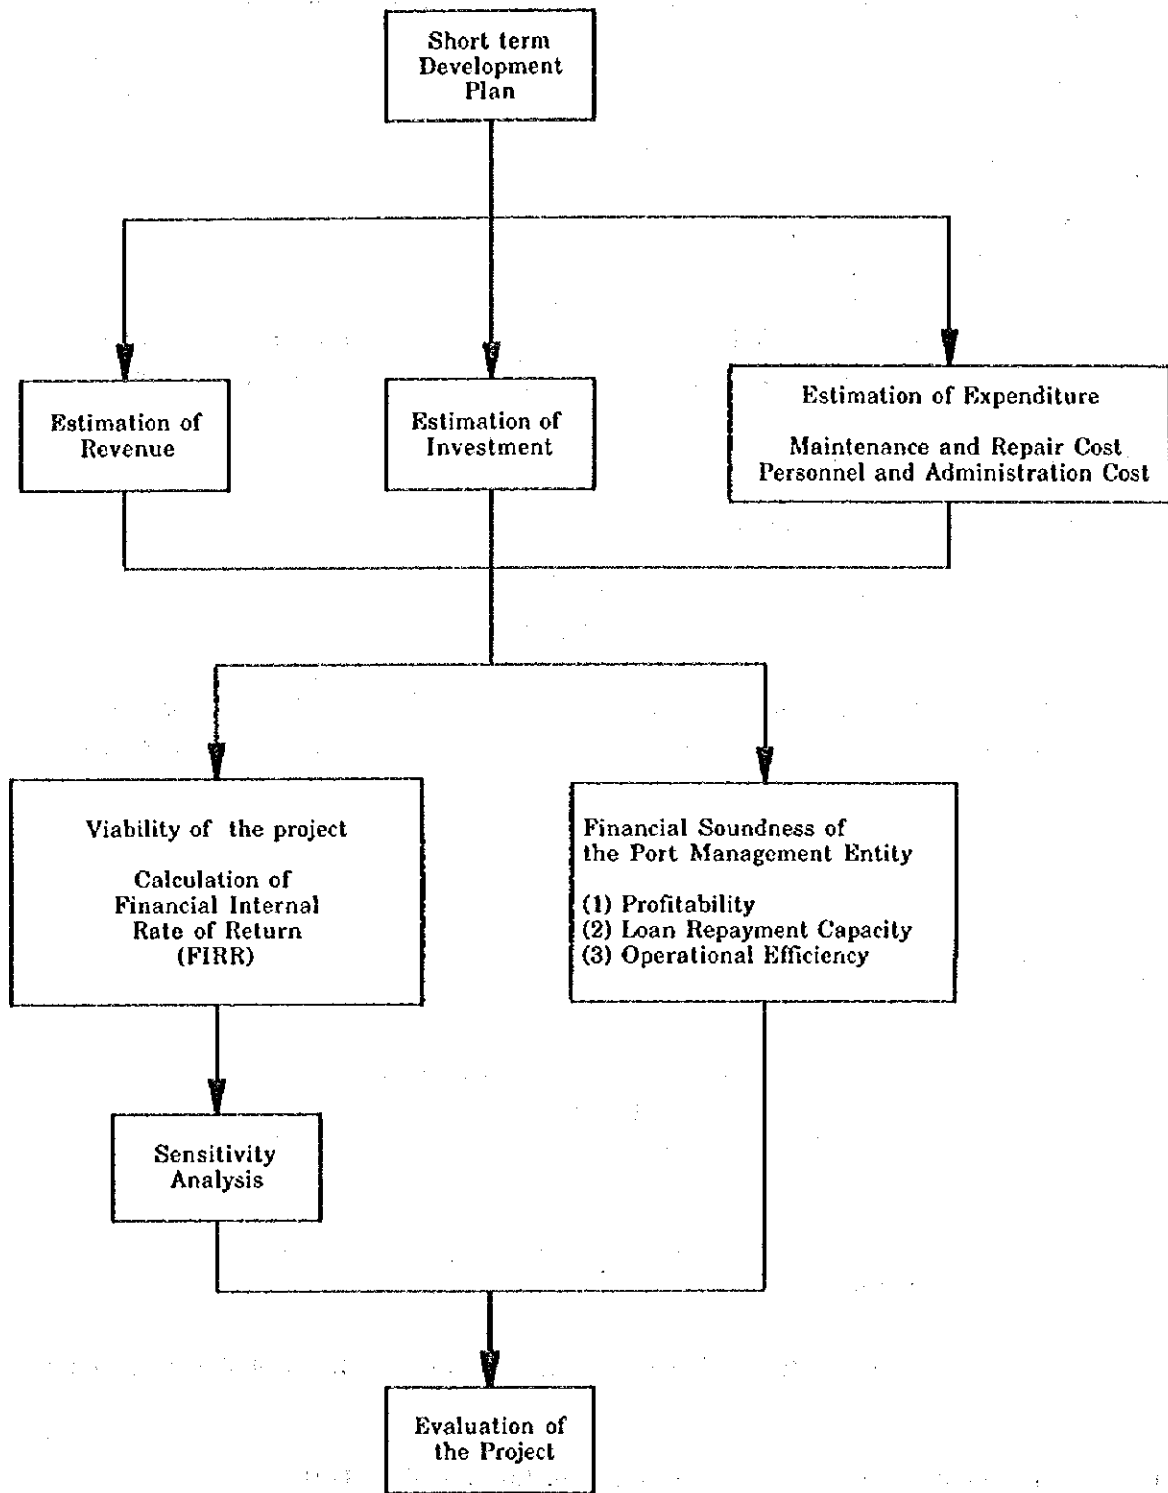 Short term
Development
Plan
Estimation of
Revenue
Estimation of
Investment
Estimation of Expenditure
Maintenance and Repair Cost
Personnel and Administration Cost
Viability of the project
Calculation of
Financial Internal
Rate of Return
(FIRR)
Financial Soundness of
the Port Management Entity
(1) Profitability
(2) Loan Repayment Capacity
(3) Operational Efficiency
Sensitivity
Analysis
Evaluation of
the Project